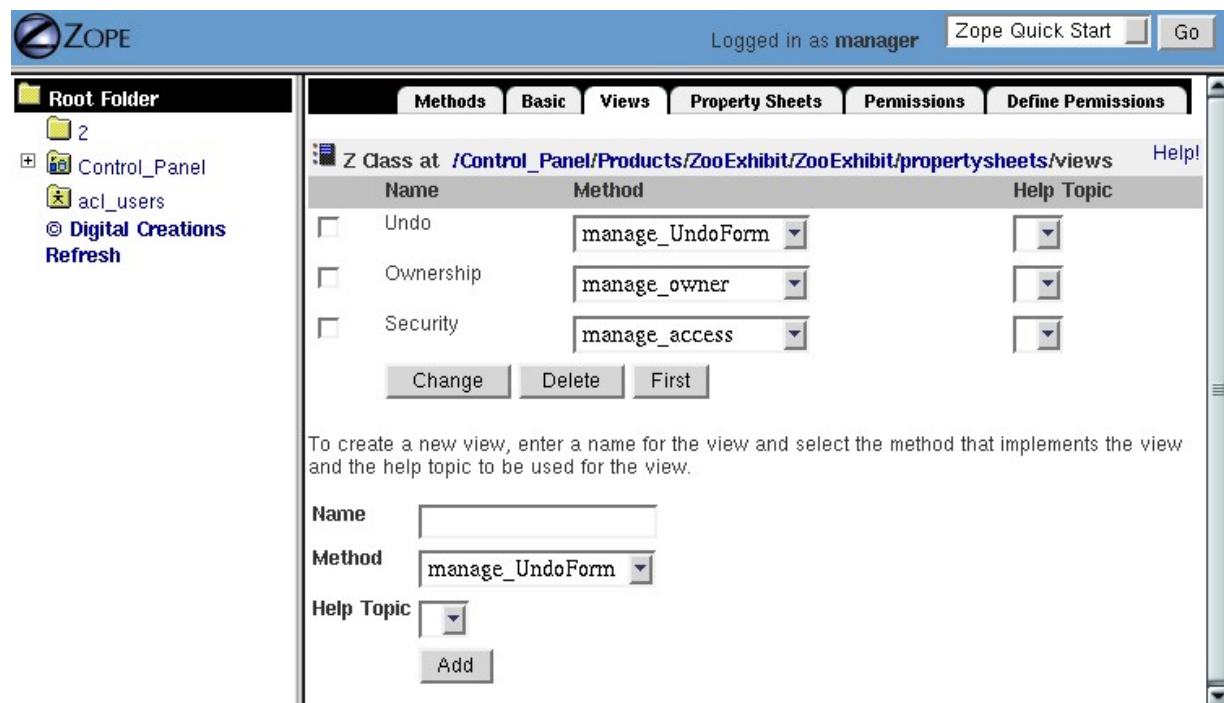 ZOPE
Logged in as manager
Zope Quick Start
Go
Root Folder
2
Control_Panel
acl_users
© Digital Creations
Refresh
Methods Basic Views Property Sheets Permissions Define Permissions
Z Class at /Control_Panel/Products/ZooExhibit/ZooExhibit/propertysheets/views Help!
Name Method Help Topic
Undo manage_UndoForm
Ownership manage_owner
Security manage_access
Change Delete First
To create a new view, enter a name for the view and select the method that implements the view
and the help topic to be used for the view.
Name
Method manage_UndoForm
Help Topic
Add